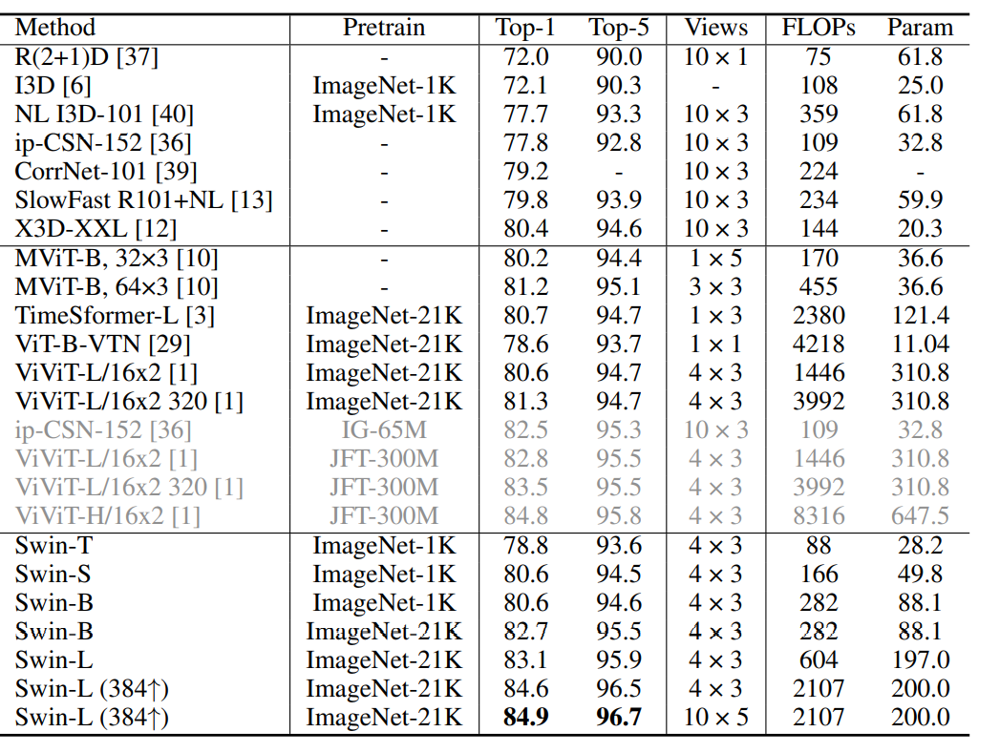 Method Pretrain Top-1 Top-5 Views FLOPs Param
R(2+1)D [37] - 72.0 90.0 10 × 1 75 61.8
I3D [6] ImageNet-1K 72.1 90.3 - 108 25.0
NL I3D-101 [40] ImageNet-1K 77.7 93.3 10 × 3 359 61.8
ip-CSN-152 [36] - 77.8 92.8 10 × 3 109 32.8
CorrNet-101 [39] - 79.2 - 10 × 3 224 -
SlowFast R101+NL [13] - 79.8 93.9 10 × 3 234 59.9
X3D-XXL [12] - 80.4 94.6 10 × 3 144 20.3
MViT-B, 32×3 [10] - 80.2 94.4 1 × 5 170 36.6
MViT-B, 64×3 [10] - 81.2 95.1 3 × 3 455 36.6
TimeSformer-L [3] ImageNet-21K 80.7 94.7 1 × 3 2380 121.4
ViT-B-VTN [29] ImageNet-21K 78.6 93.7 1 × 1 4218 11.04
ViViT-L/16x2 [1] ImageNet-21K 80.6 94.7 4 × 3 1446 310.8
ViViT-L/16x2 320 [1] ImageNet-21K 81.3 94.7 4 × 3 3992 310.8
ip-CSN-152 [36] IG-65M 82.5 95.3 10 × 3 109 32.8
ViViT-L/16x2 [1] JFT-300M 82.8 95.5 4 × 3 1446 310.8
ViViT-L/16x2 320 [1] JFT-300M 83.5 95.5 4 × 3 3992 310.8
ViViT-H/16x2 [1] JFT-300M 84.8 95.8 4 × 3 8316 647.5
Swin-T ImageNet-1K 78.8 93.6 4 × 3 88 28.2
Swin-S ImageNet-1K 80.6 94.5 4 × 3 166 49.8
Swin-B ImageNet-1K 80.6 94.6 4 × 3 282 88.1
Swin-B ImageNet-21K 82.7 95.5 4 × 3 282 88.1
Swin-L ImageNet-21K 83.1 95.9 4 × 3 604 197.0
Swin-L (384↑) ImageNet-21K 84.6 96.5 4 × 3 2107 200.0
Swin-L (384↑) ImageNet-21K 84.9 96.7 10 × 5 2107 200.0